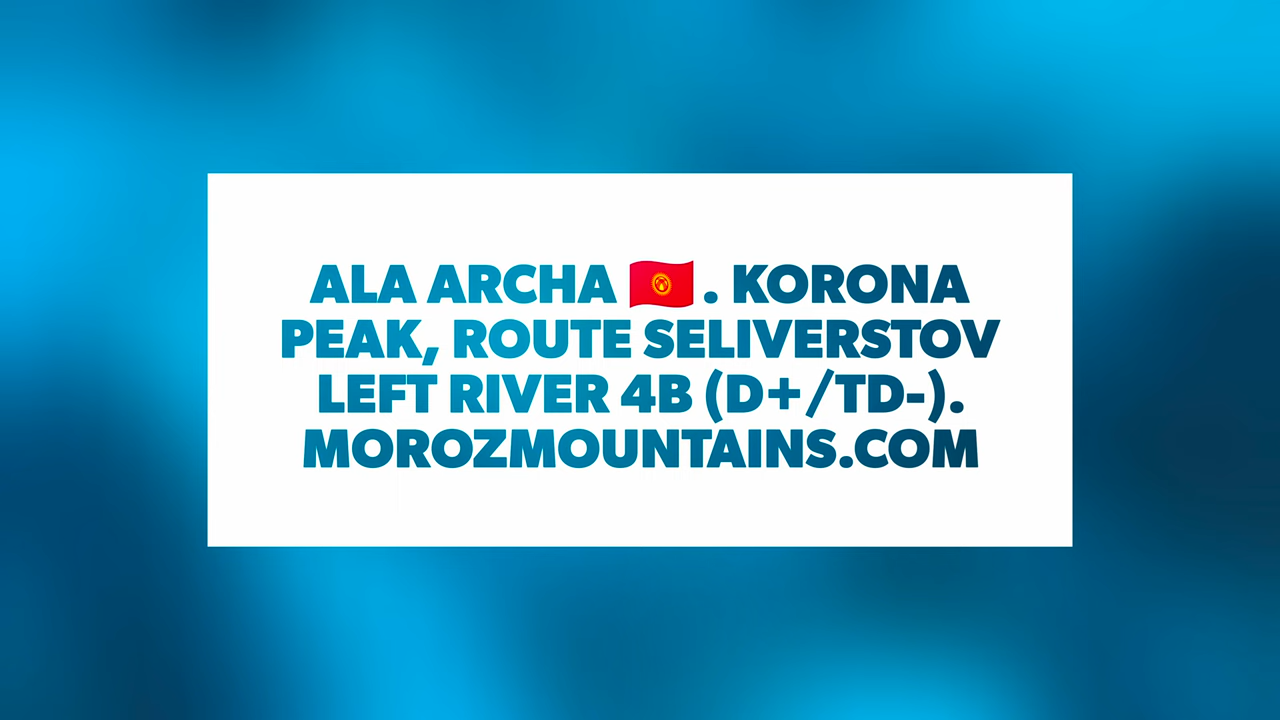 ALA ARCHA 🇰🇬. KORONA
PEAK, ROUTE SELIVERSTOV
LEFT RIVER 4B (D+/TD-).
MOROZMOUNTAINS.COM